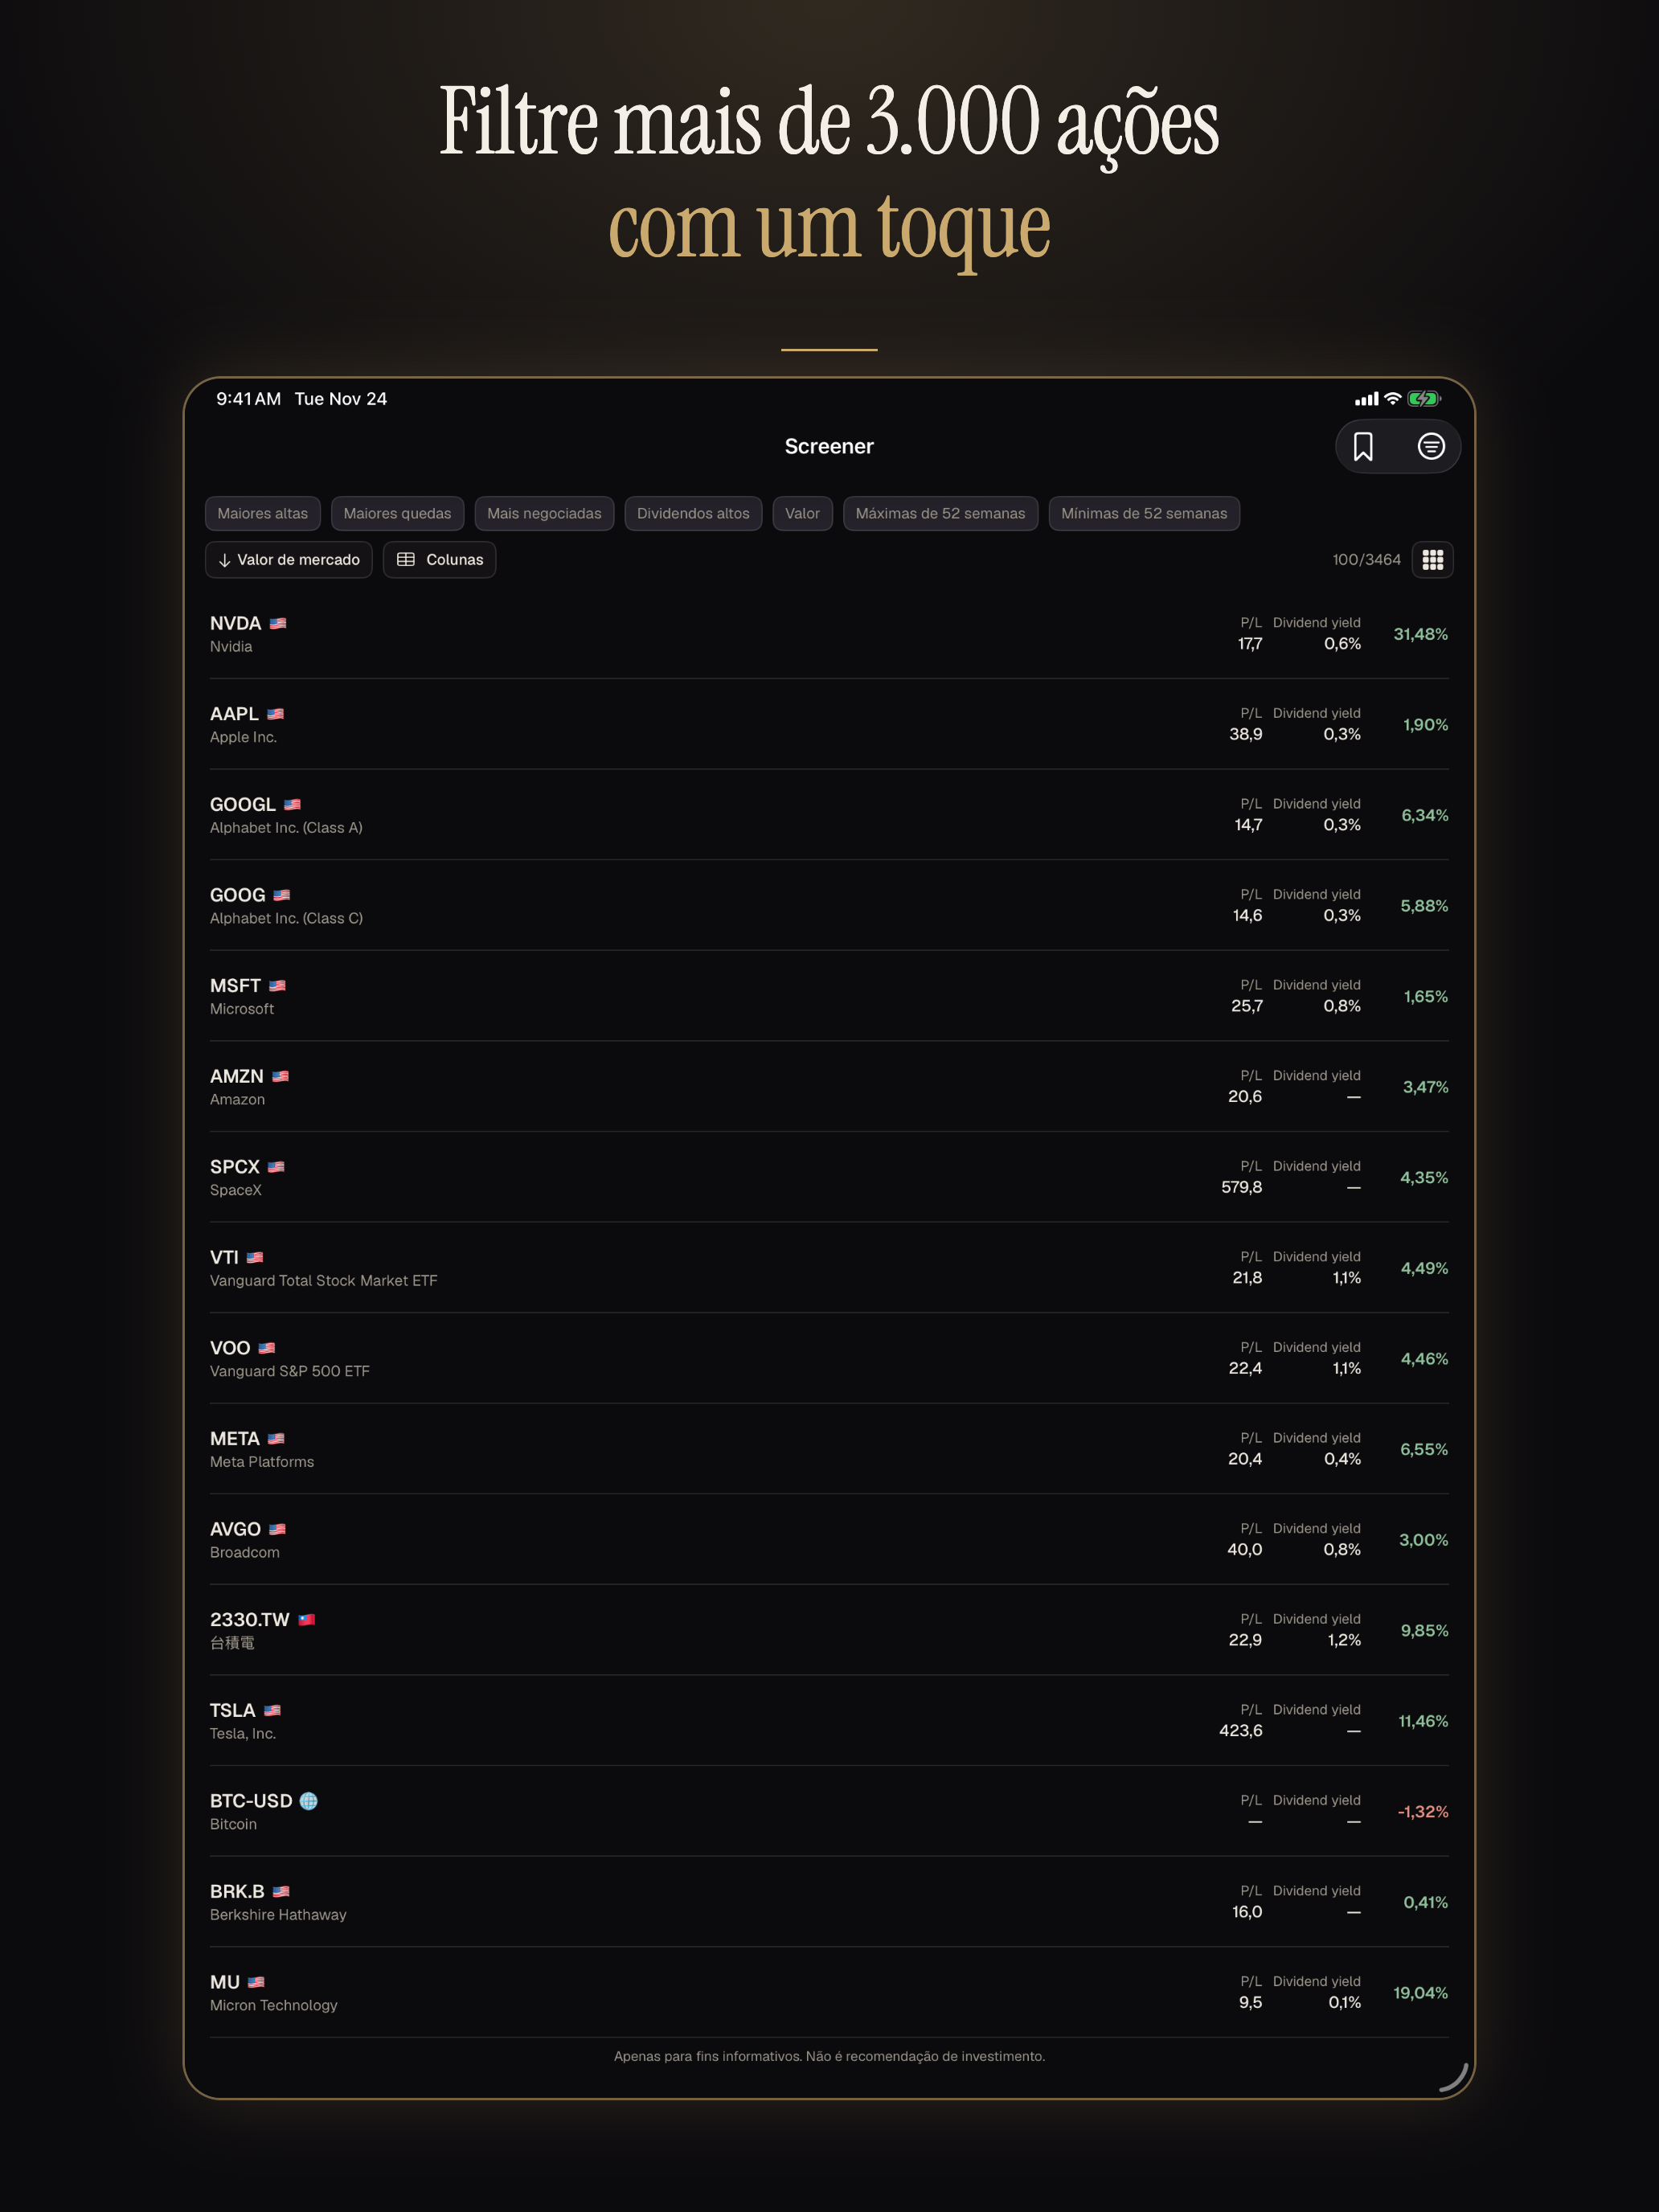 Filtre mais de 3.000 ações
com um toque
9:41 AM Tue Nov 24
Screener
Maiores altas Maiores quedas Mais negociadas Dividendos altos Valor Máximas de 52 semanas Mínimas de 52 semanas
↓ Valor de mercado Colunas 100/3464
NVDA 🇺🇸 P/L Dividend yield 31,48%
Nvidia 17,7 0,6%
AAPL 🇺🇸 P/L Dividend yield 1,90%
Apple Inc. 38,9 0,3%
GOOGL 🇺🇸 P/L Dividend yield 6,34%
Alphabet Inc. (Class A) 14,7 0,3%
GOOG 🇺🇸 P/L Dividend yield 5,88%
Alphabet Inc. (Class C) 14,6 0,3%
MSFT 🇺🇸 P/L Dividend yield 1,65%
Microsoft 25,7 0,8%
AMZN 🇺🇸 P/L Dividend yield 3,47%
Amazon 20,6 —
SPCX 🇺🇸 P/L Dividend yield 4,35%
SpaceX 579,8 —
VTI 🇺🇸 P/L Dividend yield 4,49%
Vanguard Total Stock Market ETF 21,8 1,1%
VOO 🇺🇸 P/L Dividend yield 4,46%
Vanguard S&P 500 ETF 22,4 1,1%
META 🇺🇸 P/L Dividend yield 6,55%
Meta Platforms 20,4 0,4%
AVGO 🇺🇸 P/L Dividend yield 3,00%
Broadcom 40,0 0,8%
2330.TW 🇹🇼 P/L Dividend yield 9,85%
台積電 22,9 1,2%
TSLA 🇺🇸 P/L Dividend yield 11,46%
Tesla, Inc. 423,6 —
BTC-USD 🌐 P/L Dividend yield -1,32%
Bitcoin — —
BRK.B 🇺🇸 P/L Dividend yield 0,41%
Berkshire Hathaway 16,0 —
MU 🇺🇸 P/L Dividend yield 19,04%
Micron Technology 9,5 0,1%
Apenas para fins informativos. Não é recomendação de investimento.